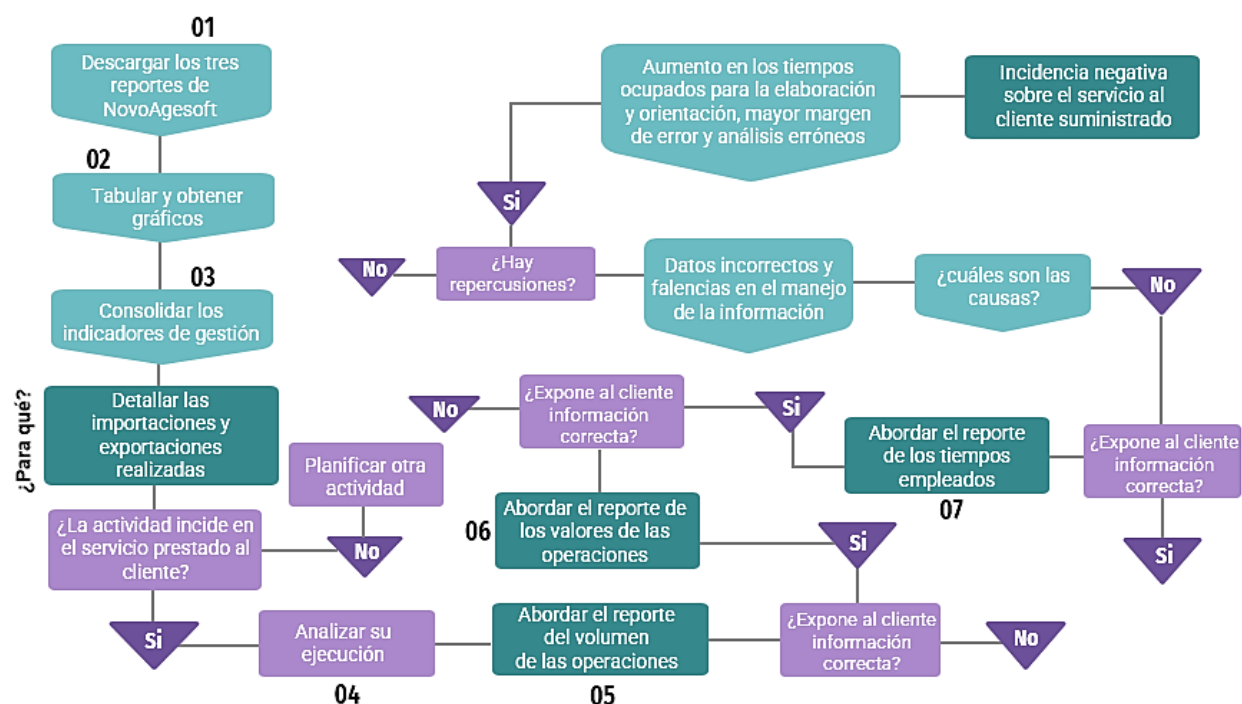 01
Descargar los tres
reportes de
NovoAgesoft
02
Tabular y obtener
gráficos
03
Consolidar los
indicadores de gestión
¿Para qué?
Detallar las
importaciones y
exportaciones
realizadas
¿La actividad incide en
el servicio prestado al
cliente?
No
Planificar otra
actividad
Si
Analizar su
ejecución
04
Abordar el reporte
del volumen
de las operaciones
05
¿Expone al cliente
información
correcta?
No
Si
06
Abordar el reporte de
los valores de las
operaciones
¿Expone al cliente
información
correcta?
No
Si
Abordar el reporte
de los tiempos
empleados
07
¿Expone al cliente
información
correcta?
Si
No
¿cuáles son las
causas?
Datos incorrectos y
falencias en el manejo
de la información
¿Hay
repercusiones?
No
Si
Aumento en los tiempos
ocupados para la elaboración
y orientación, mayor margen
de error y análisis erróneos
Incidencia negativa
sobre el servicio al
cliente suministrado